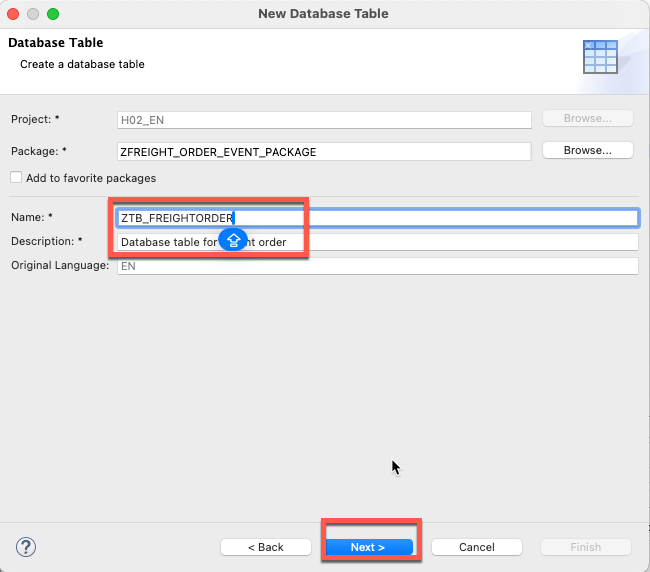 New Database Table
Database Table
Create a database table
Project: * H02_EN Browse...
Package: * ZFREIGHT_ORDER_EVENT_PACKAGE Browse...
Add to favorite packages
Name: * ZTB_FREIGHTORDER
Description: * Database table for nt order
Original Language: EN
? < Back Next > Cancel Finish